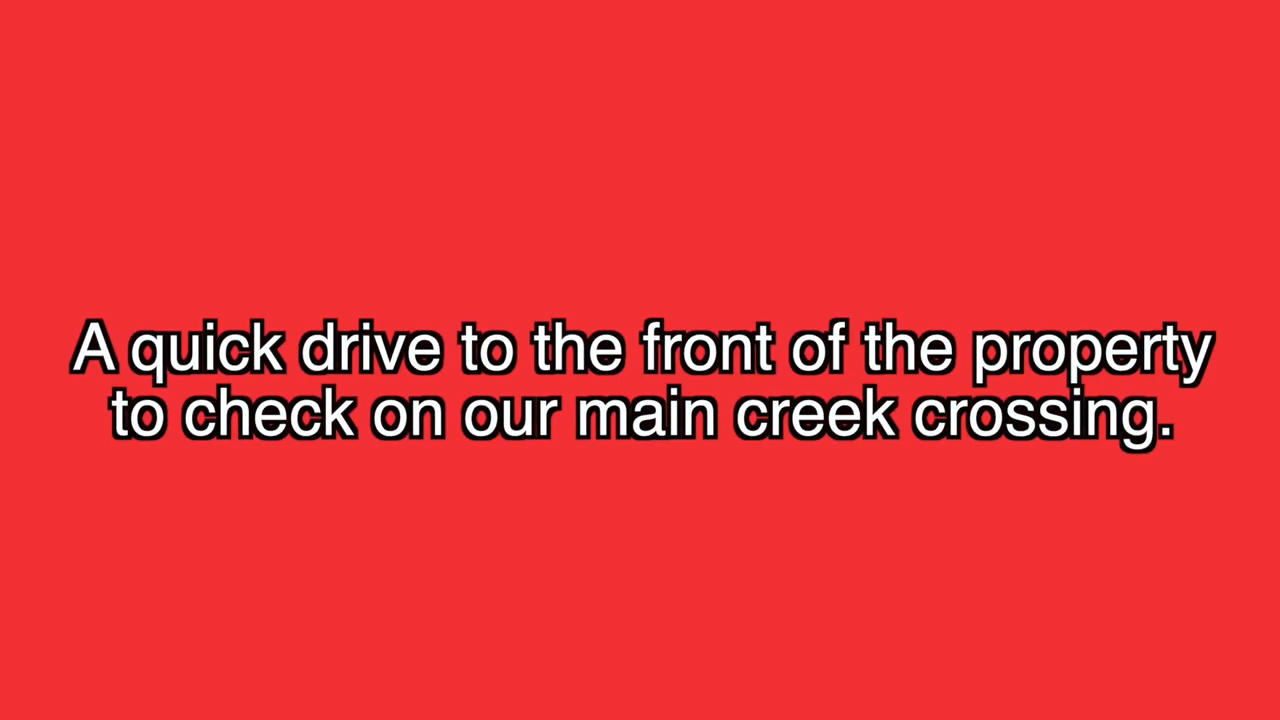 A quick drive to the front of the property
to check on our main creek crossing.